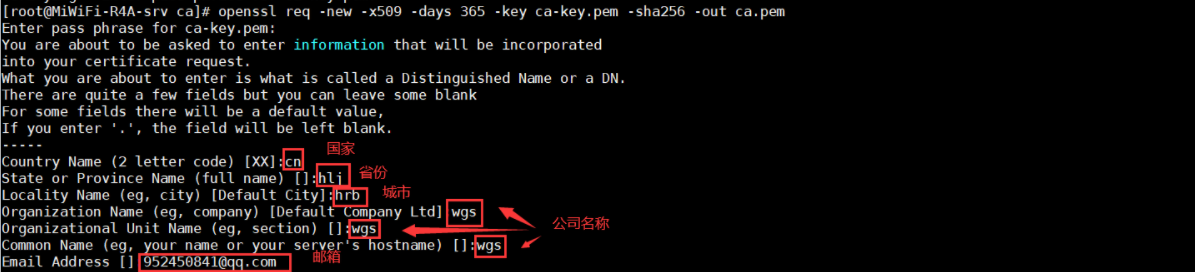 [root@MiWiFi-R4A-srv ca]# openssl req -new -x509 -days 365 -key ca-key.pem -sha256 -out ca.pem
Enter pass phrase for ca-key.pem:
You are about to be asked to enter information that will be incorporated
into your certificate request.
What you are about to enter is what is called a Distinguished Name or a DN.
There are quite a few fields but you can leave some blank
For some fields there will be a default value,
If you enter '.', the field will be left blank.
-----
国家
Country Name (2 letter code) [XX]:cn
省份
State or Province Name (full name) []:hlj
Locality Name (eg, city) [Default City]:hrb 城市
Organization Name (eg, company) [Default Company Ltd] wgs
公司名称
Organizational Unit Name (eg, section) []:wgs
Common Name (eg, your name or your server's hostname) []:wgs
Email Address [] 952450841@qq.com 邮箱